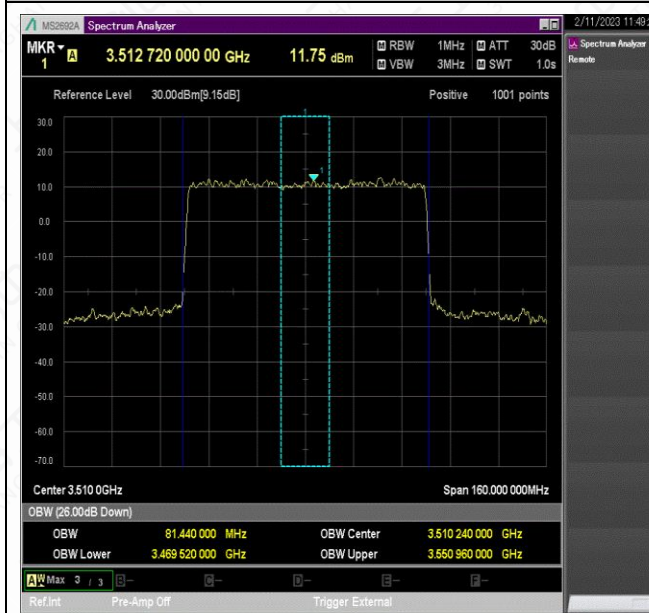 MS2692A Spectrum Analyzer
2/11/2023 11:49:2
MKR 1 A 3.512 720 000 00 GHz 11.75 dBm M RBW 1MHz M ATT 30dB
M VBW 3MHz M SWT 1.0s
Spectrum Analyzer
Remote
Reference Level 30.00dBm[9.15dB] Positive 1001 points
1
30.0
20.0
10.0
1
0.0
-10.0
-20.0
-30.0
-40.0
-50.0
-60.0
-70.0
Center 3.510 0GHz Span 160.000 000MHz
OBW (26.00dB Down)
OBW 81.440 000 MHz OBW Center 3.510 240 000 GHz
OBW Lower 3.469 520 000 GHz OBW Upper 3.550 960 000 GHz
A W Max 3 / 3 B- C- D- E- F-
Ref.Int Pre-Amp Off Trigger External